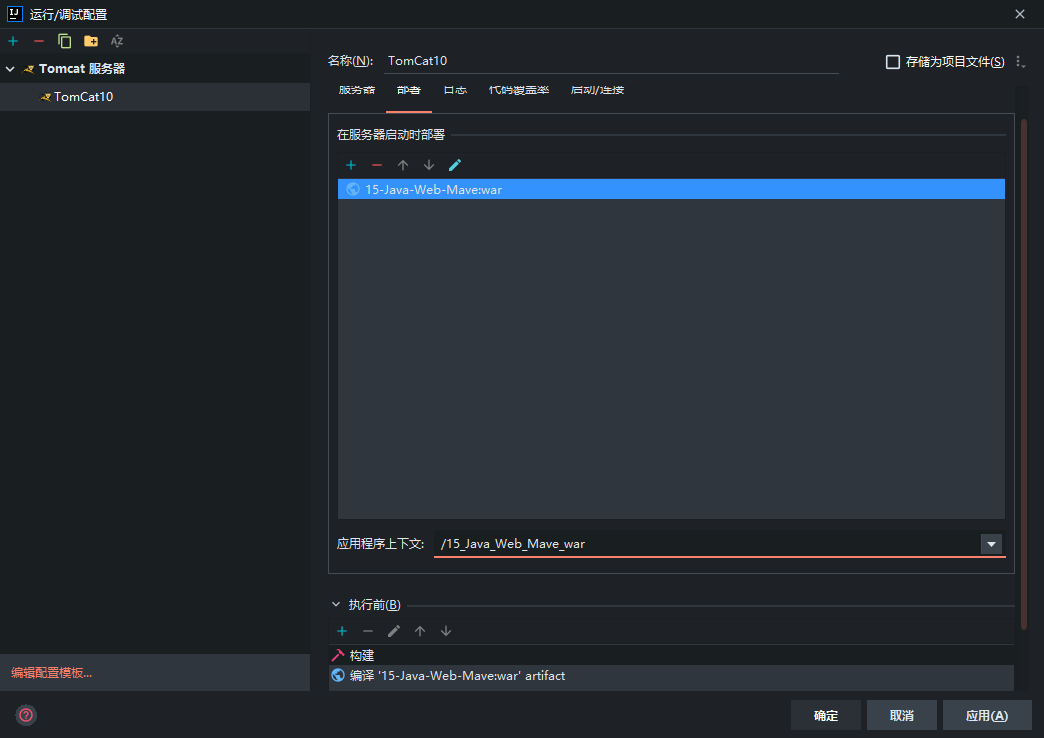 运行/调试配置
Tomcat 服务器
TomCat10
编辑配置模板...
名称(N): TomCat10
存储为项目文件(S)
服务器 部署 日志 代码覆盖率 启动/连接
在服务器启动时部署
15-Java-Web-Mave:war
应用程序上下文: /15_Java_Web_Mave_war
执行前(B)
构建
编译 '15-Java-Web-Mave:war' artifact
确定 取消 应用(A)